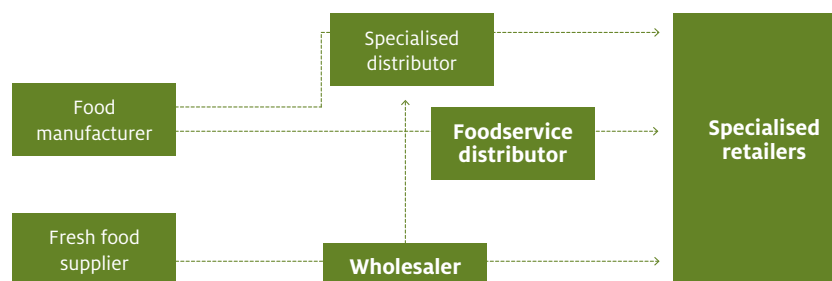 Specialised
distributor
Food
manufacturer
Foodservice
distributor
Specialised
retailers
Fresh food
supplier
Wholesaler